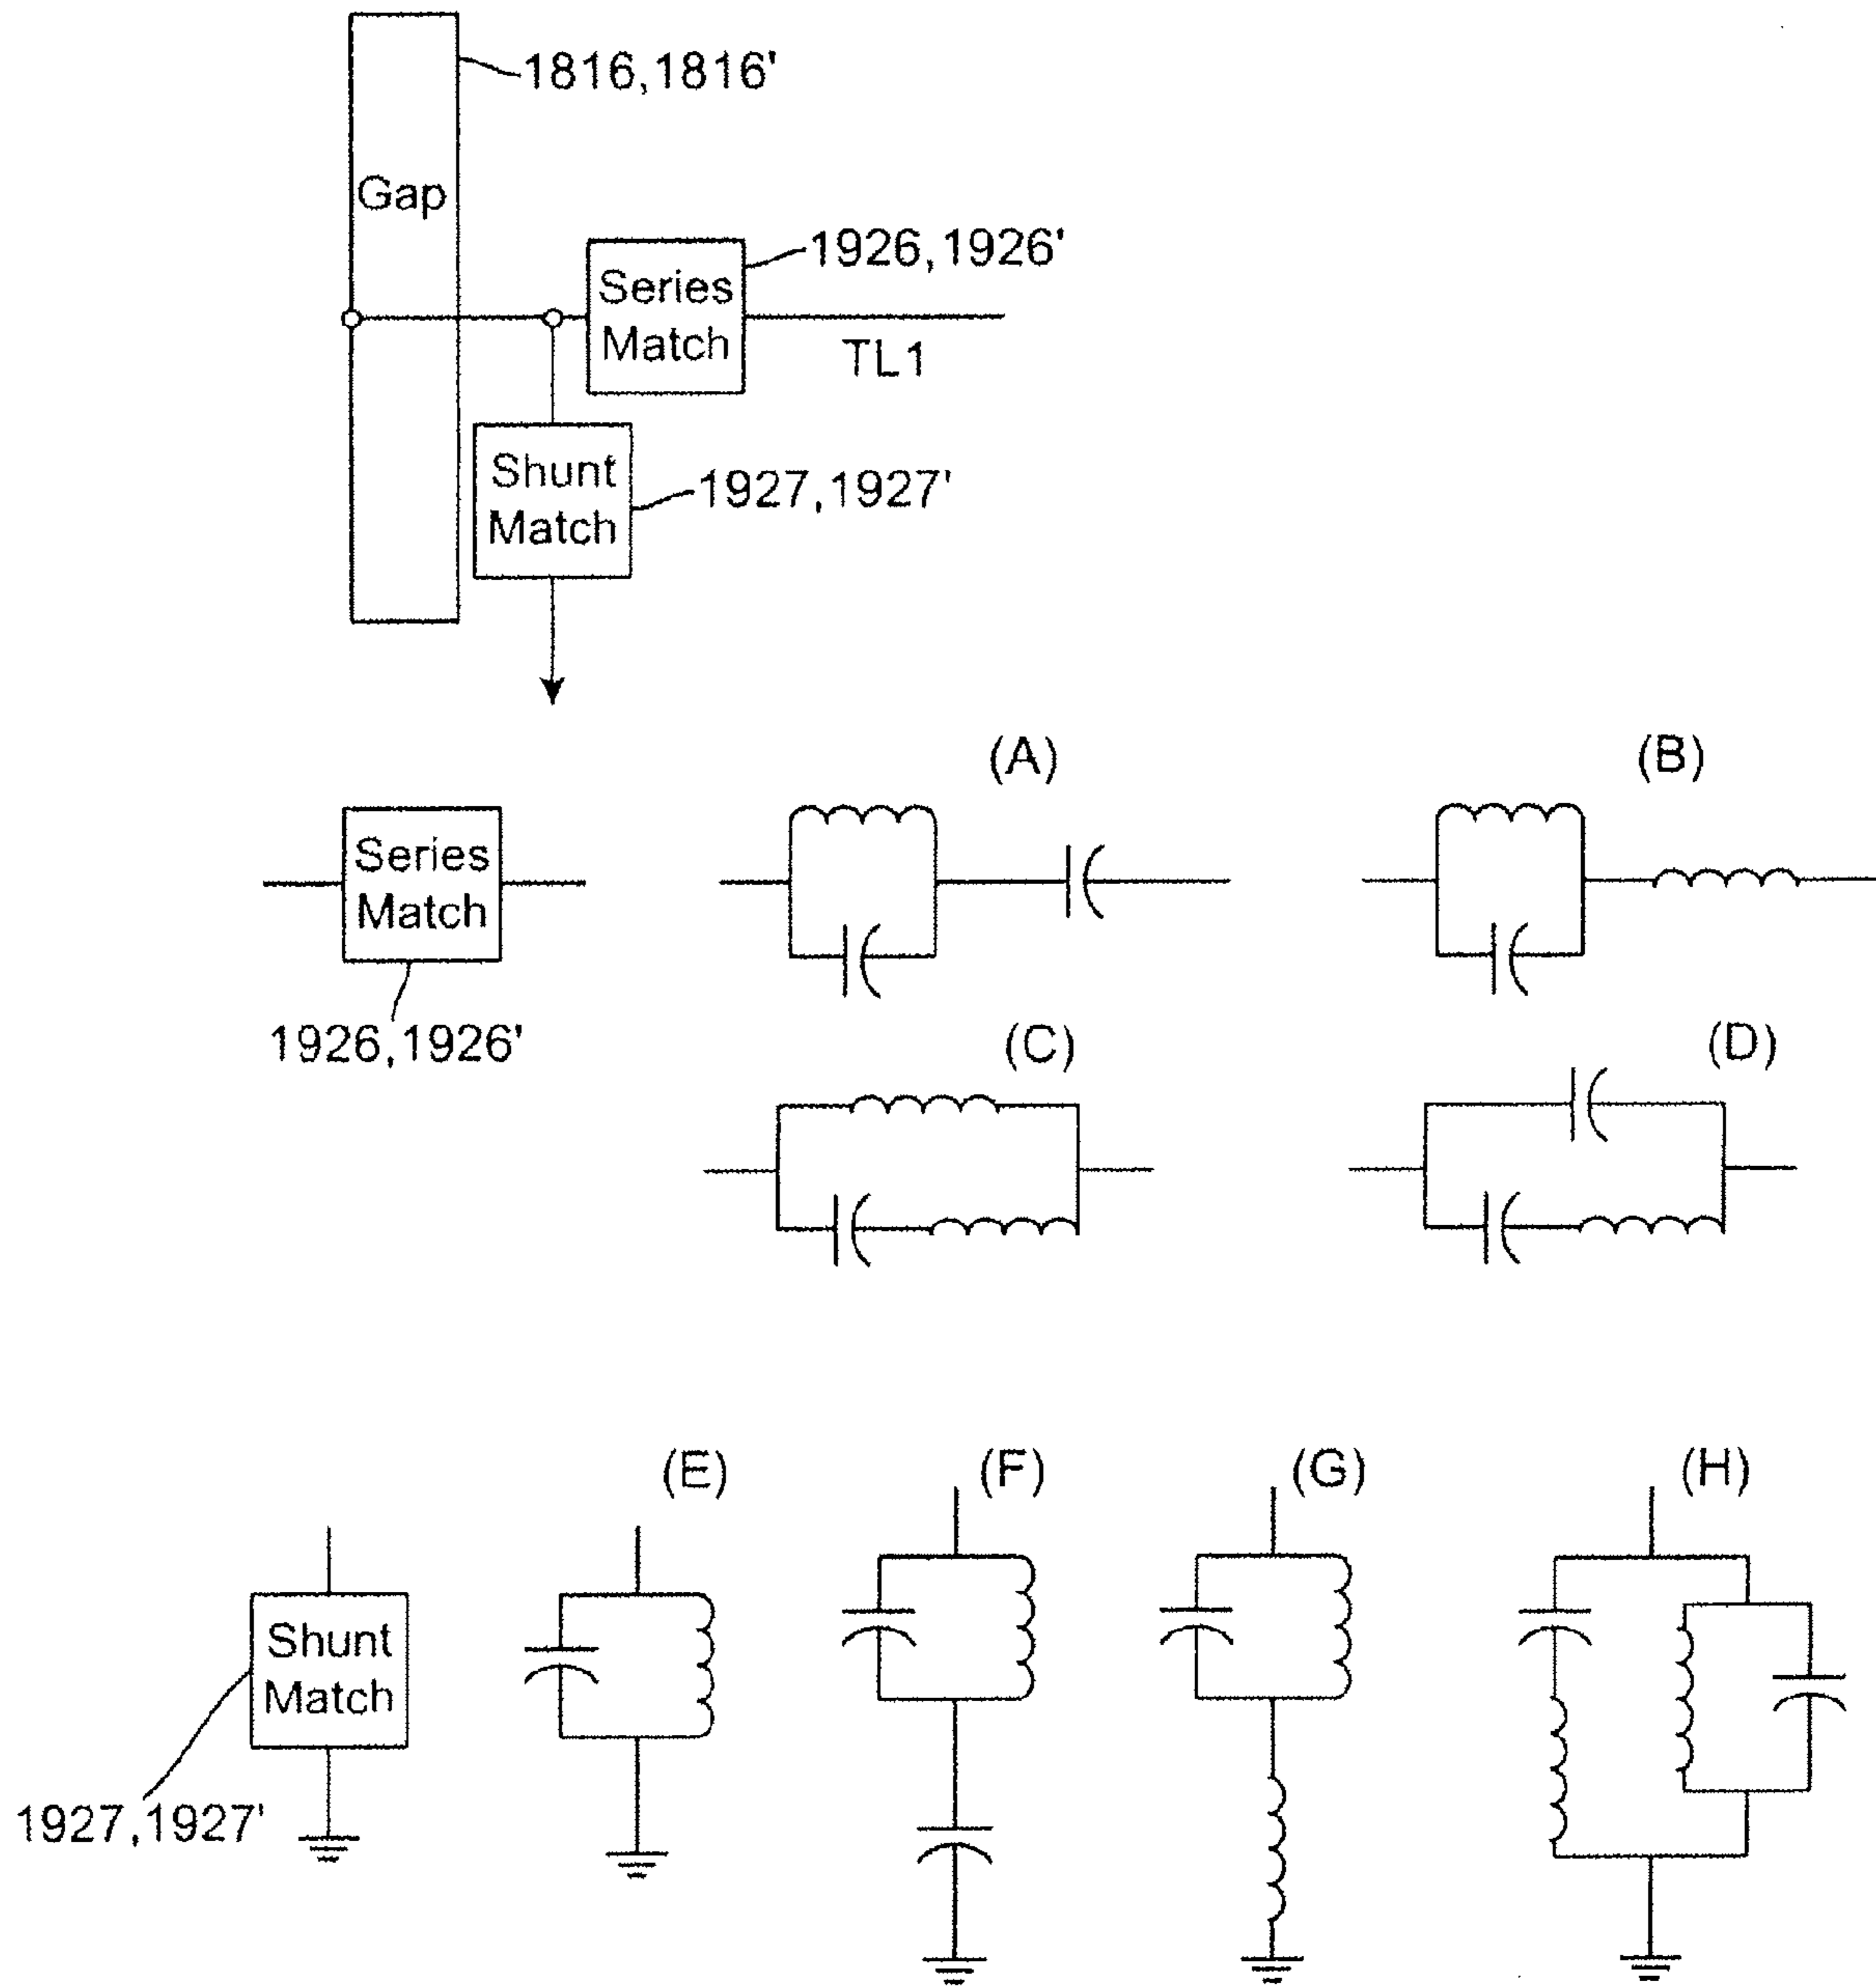 1816,1816'
Gap
1926,1926'
Series
Match
TL1
Shunt
Match
1927,1927'
(A)
(B)
Series
Match
1926,1926'
(C)
(D)
(E)
(F)
(G)
(H)
Shunt
Match
1927,1927'